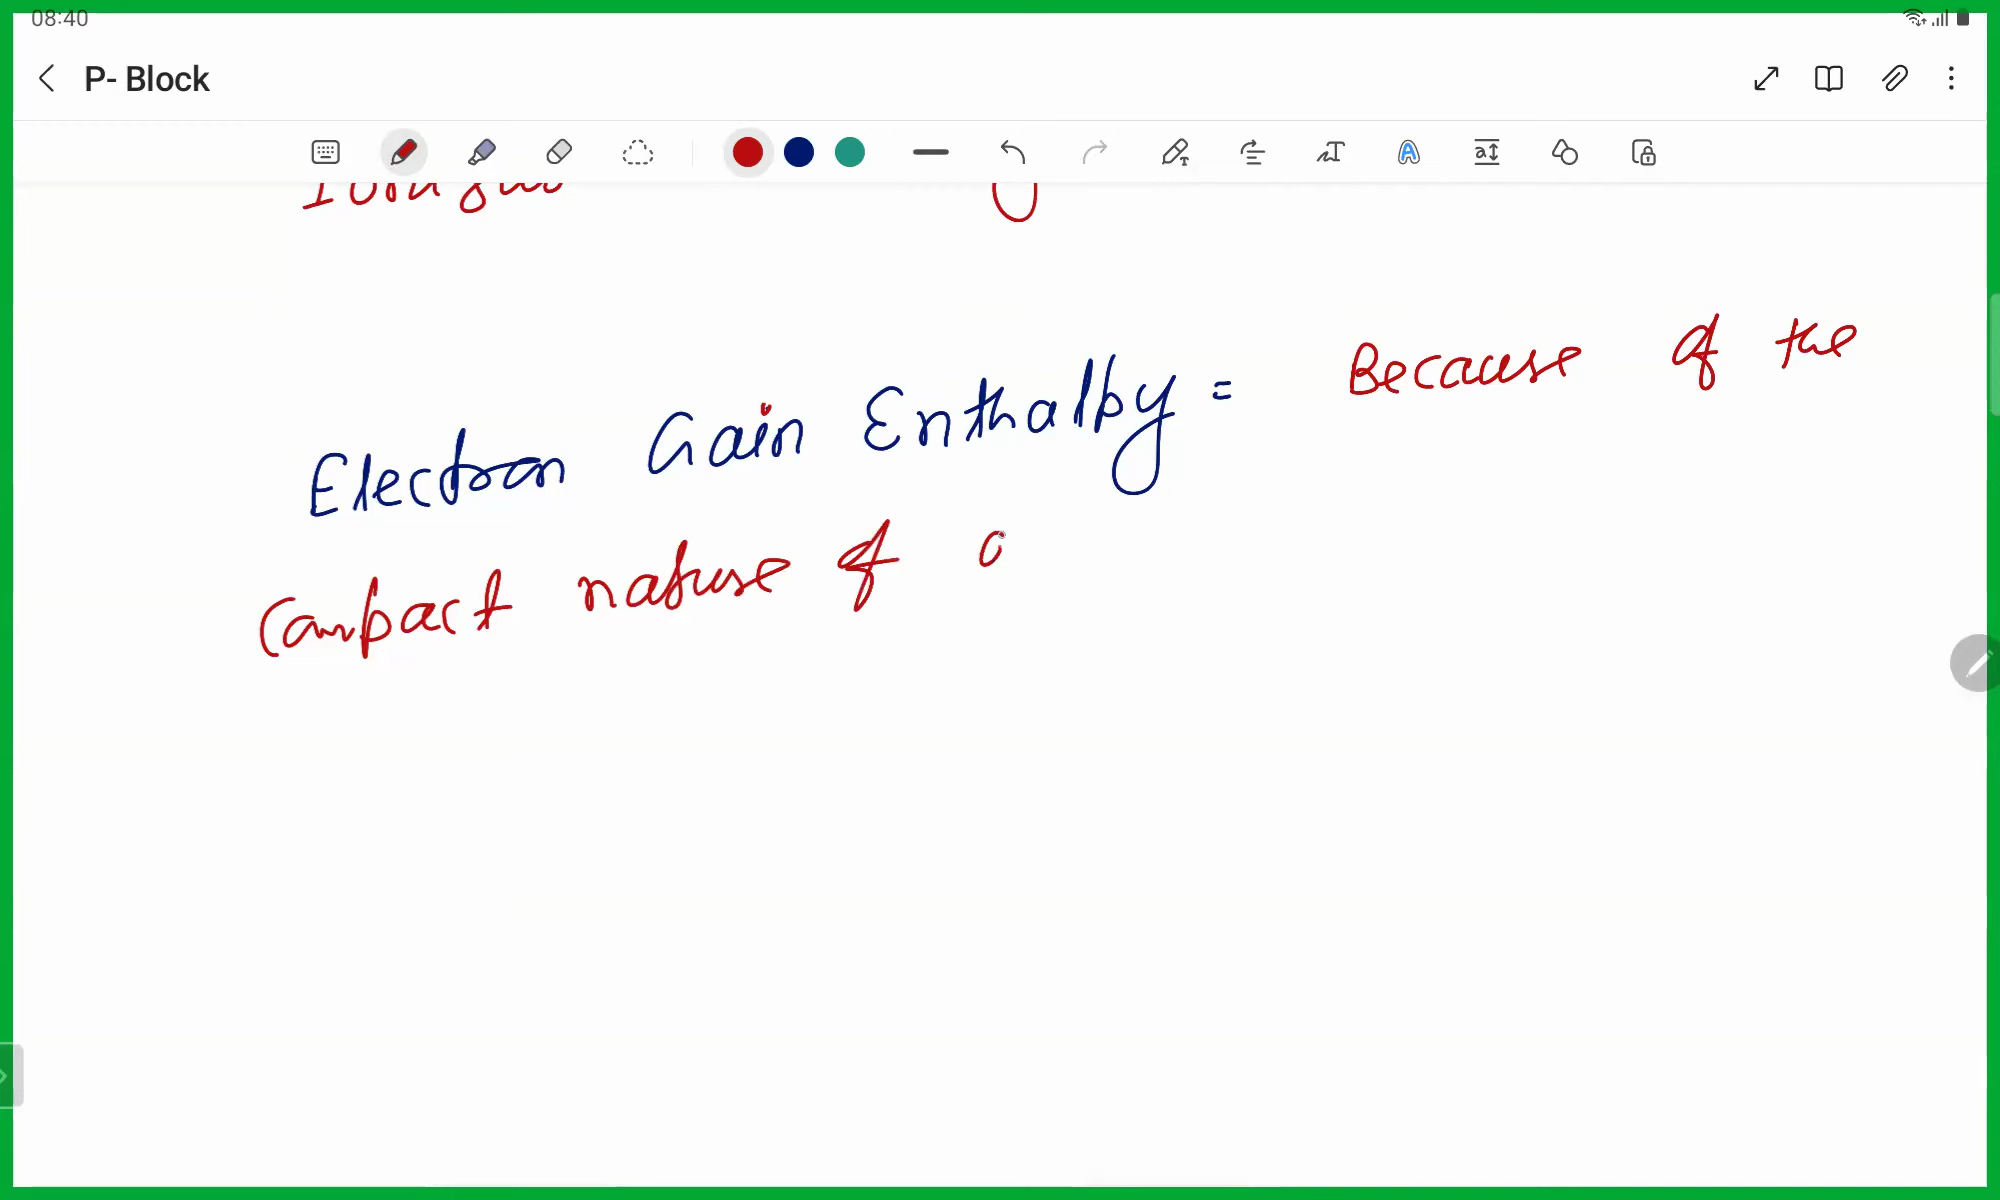 08:40
P- Block
Electron Gain Enthalpy = Because of the
Compact nature of o